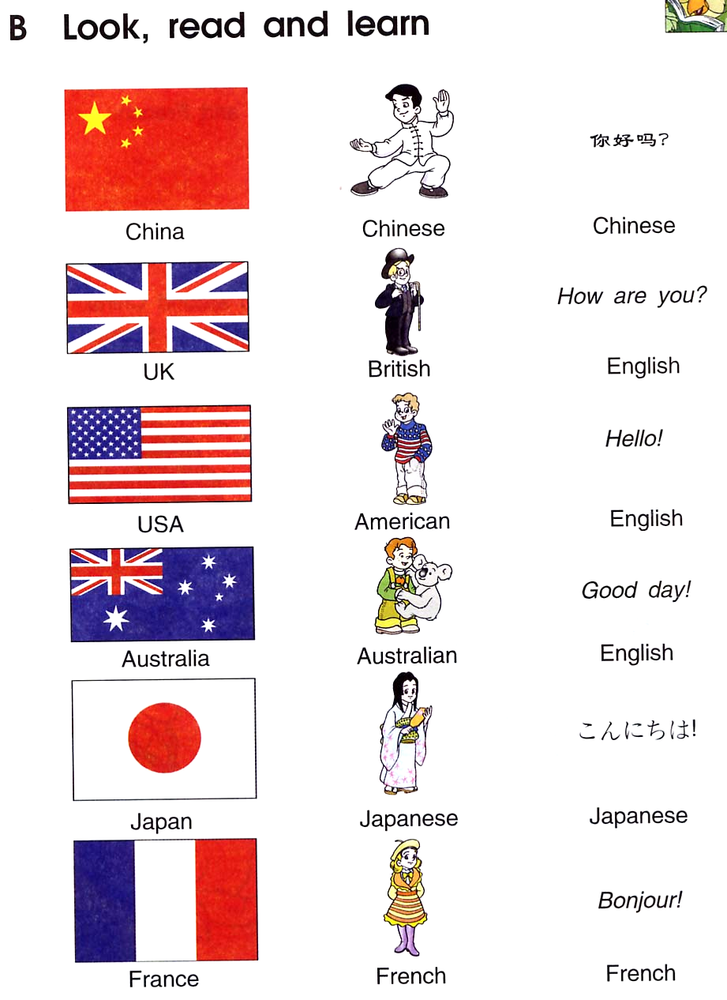 B Look, read and learn
你好吗?
China Chinese Chinese
How are you?
UK British English
Hello!
USA American English
Good day!
Australia Australian English
こんにちは!
Japan Japanese Japanese
Bonjour!
France French French